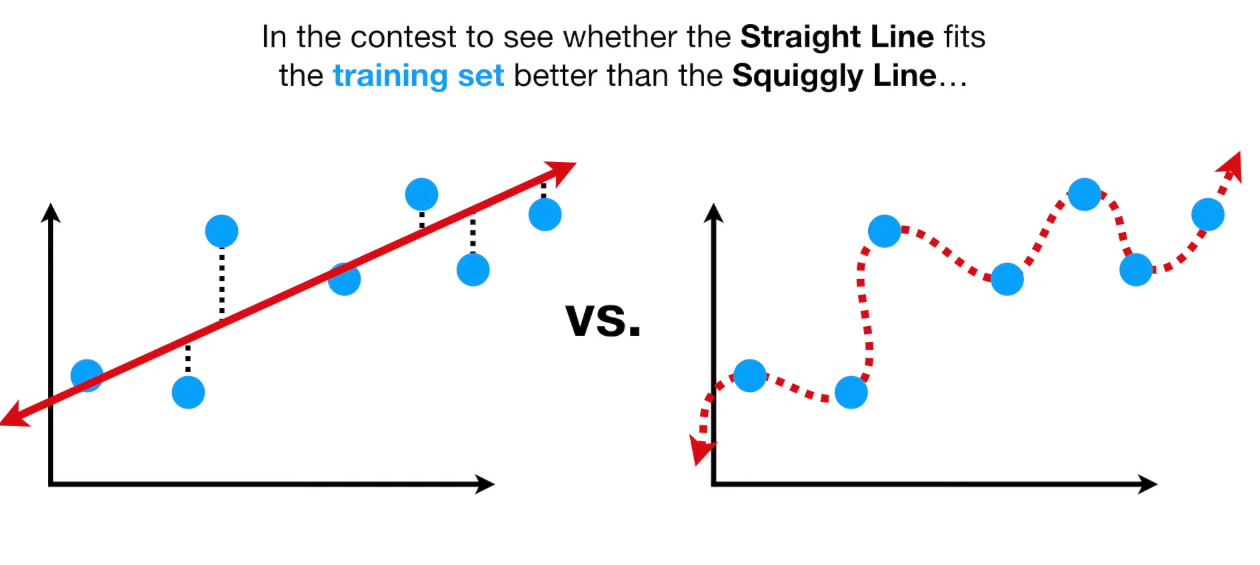 In the contest to see whether the Straight Line fits
the training set better than the Squiggly Line…
vs.